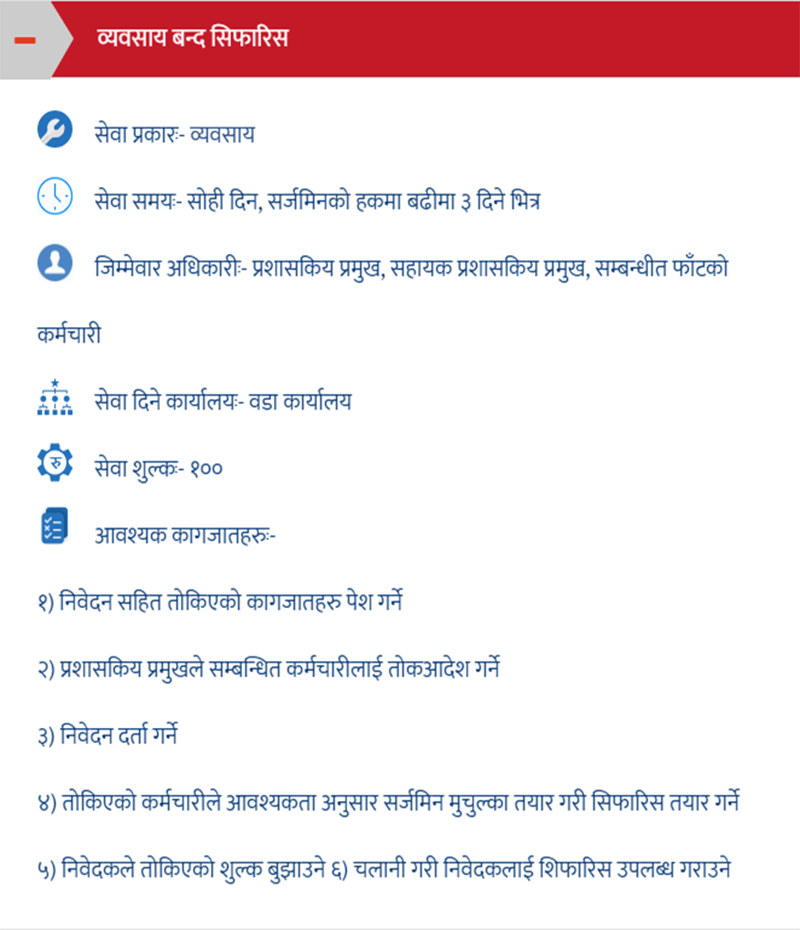 व्यवसाय बन्द सिफारिस
सेवा प्रकारः- व्यवसाय
सेवा समयः- सोही दिन, सर्जमिनको हकमा बढीमा ३ दिने भित्र
जिम्मेवार अधिकारीः- प्रशासकिय प्रमुख, सहायक प्रशासकिय प्रमुख, सम्बन्धीत फाँटको
कर्मचारी
सेवा दिने कार्यालयः- वडा कार्यालय
रु
सेवा शुल्कः- १००
आवश्यक कागजातहरुः-
१) निवेदन सहित तोकिएको कागजातहरु पेश गर्ने
२) प्रशासकिय प्रमुखले सम्बन्धित कर्मचारीलाई तोकआदेश गर्ने
३) निवेदन दर्ता गर्ने
४) तोकिएको कर्मचारीले आवश्यकता अनुसार सर्जमिन मुचुल्का तयार गरी सिफारिस तयार गर्ने
५) निवेदकले तोकिएको शुल्क बुझाउने ६) चलानी गरी निवेदकलाई शिफारिस उपलब्ध गराउने